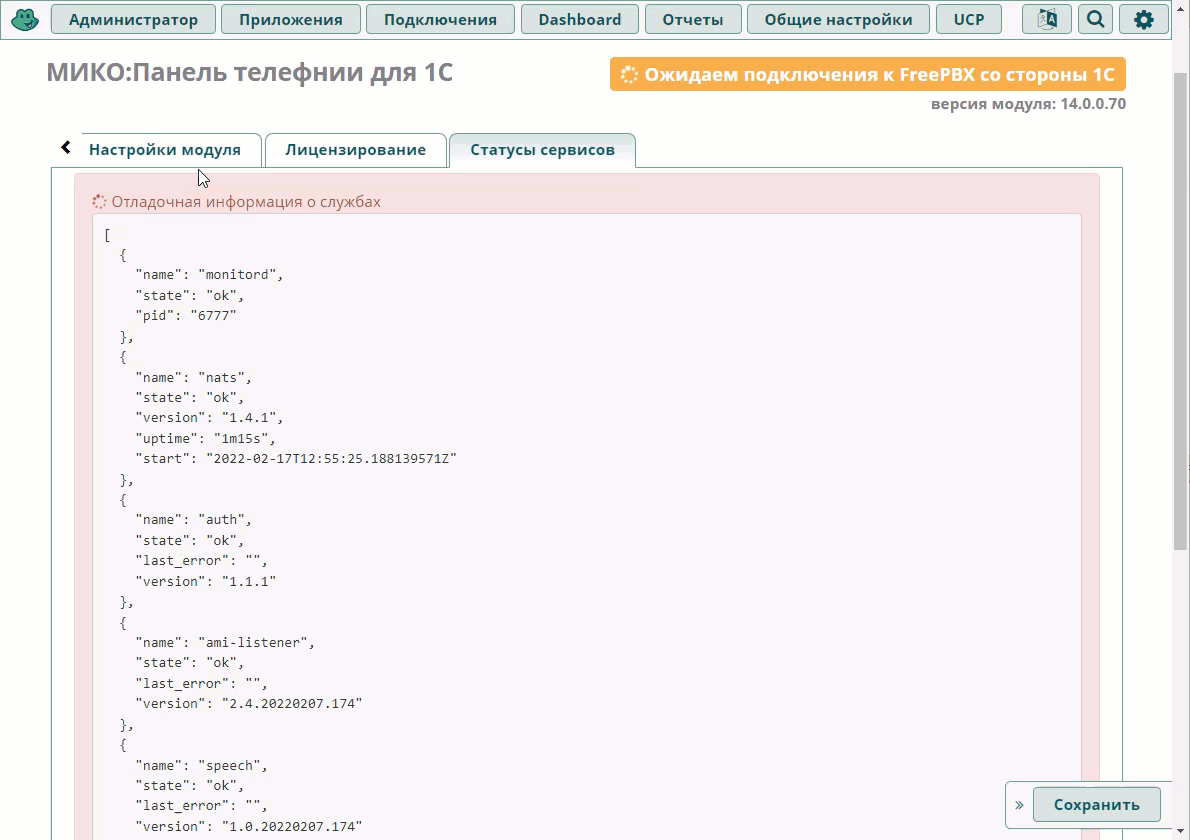 Администратор Приложения Подключения Dashboard Отчеты Общие настройки UCP
МИКО:Панель телефнии для 1С
Ожидаем подключения к FreePBX со стороны 1С
версия модуля: 14.0.0.70
Настройки модуля Лицензирование Статусы сервисов
Отладочная информация о службах
[
{
"name": "monitord",
"state": "ok",
"pid": "6777"
},
{
"name": "nats",
"state": "ok",
"version": "1.4.1",
"uptime": "1m15s",
"start": "2022-02-17T12:55:25.188139571Z"
},
{
"name": "auth",
"state": "ok",
"last_error": "",
"version": "1.1.1"
},
{
"name": "ami-listener",
"state": "ok",
"last_error": "",
"version": "2.4.20220207.174"
},
{
"name": "speech",
"state": "ok",
"last_error": "",
"version": "1.0.20220207.174"
» Сохранить